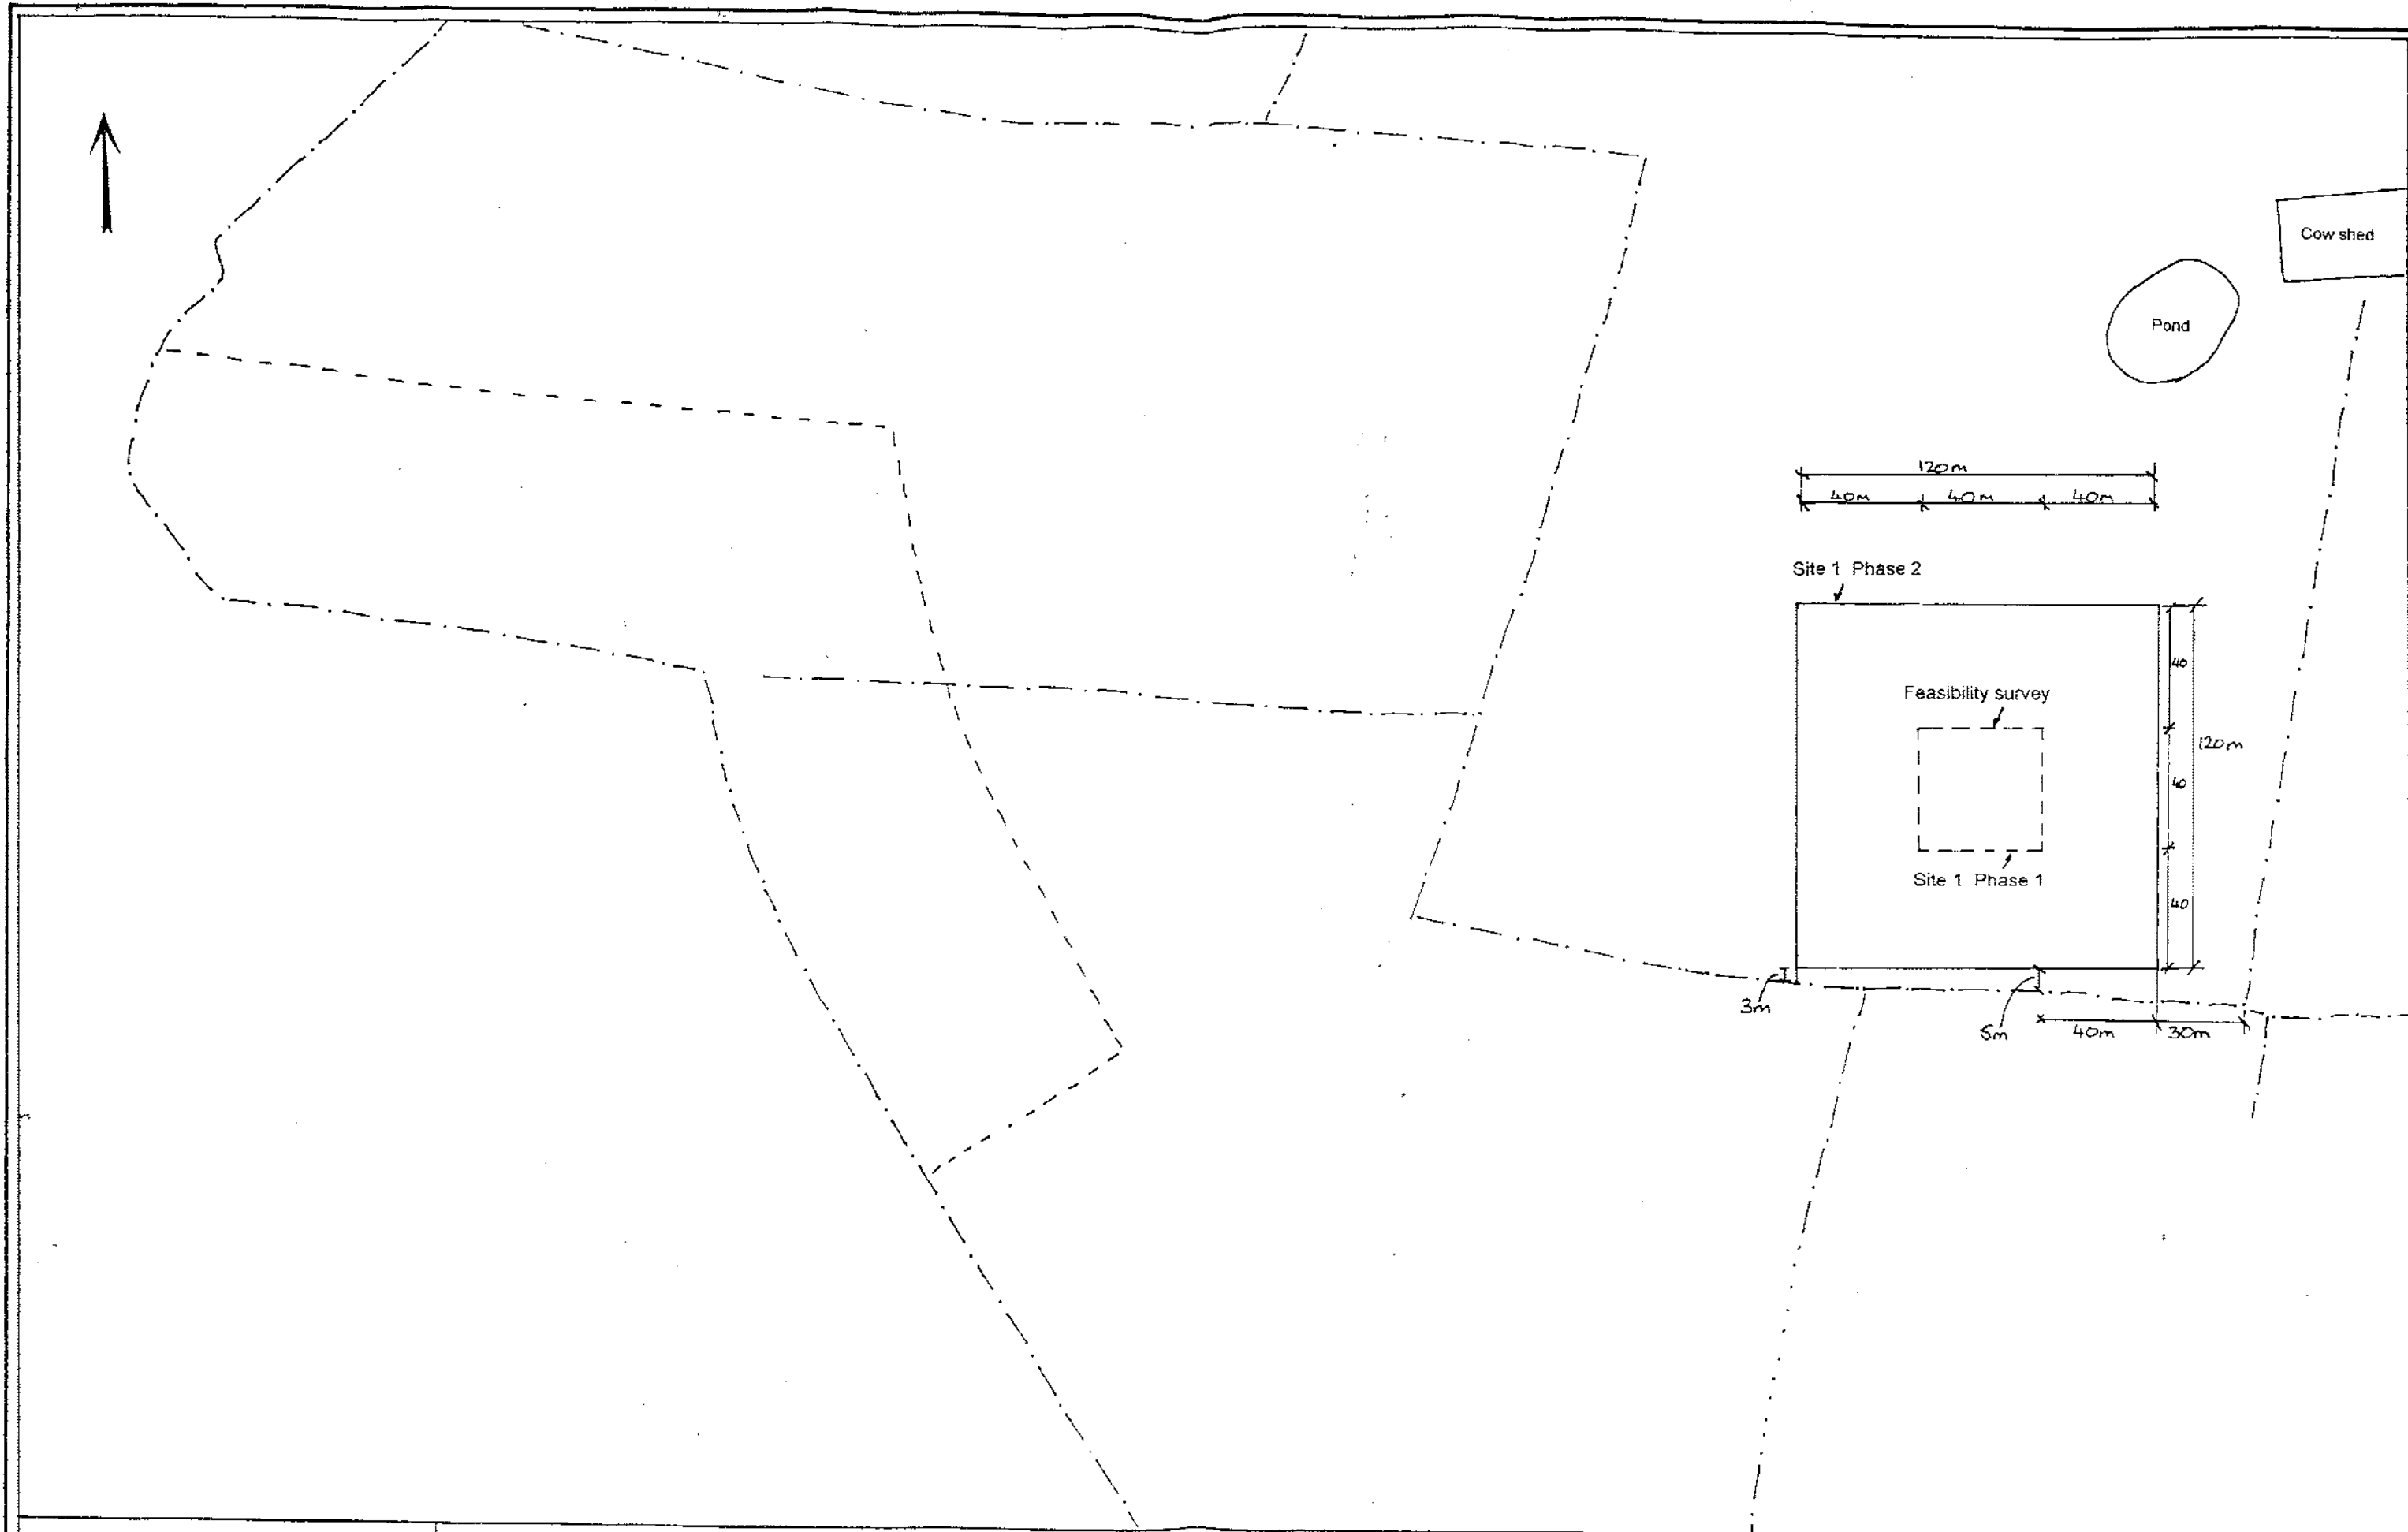 Cow shed
Pond
120m
40m 40m 40m
Site 1 Phase 2
40
Feasibility survey
120m
40
Site 1 Phase 1
40
3m
5m
40m
30m